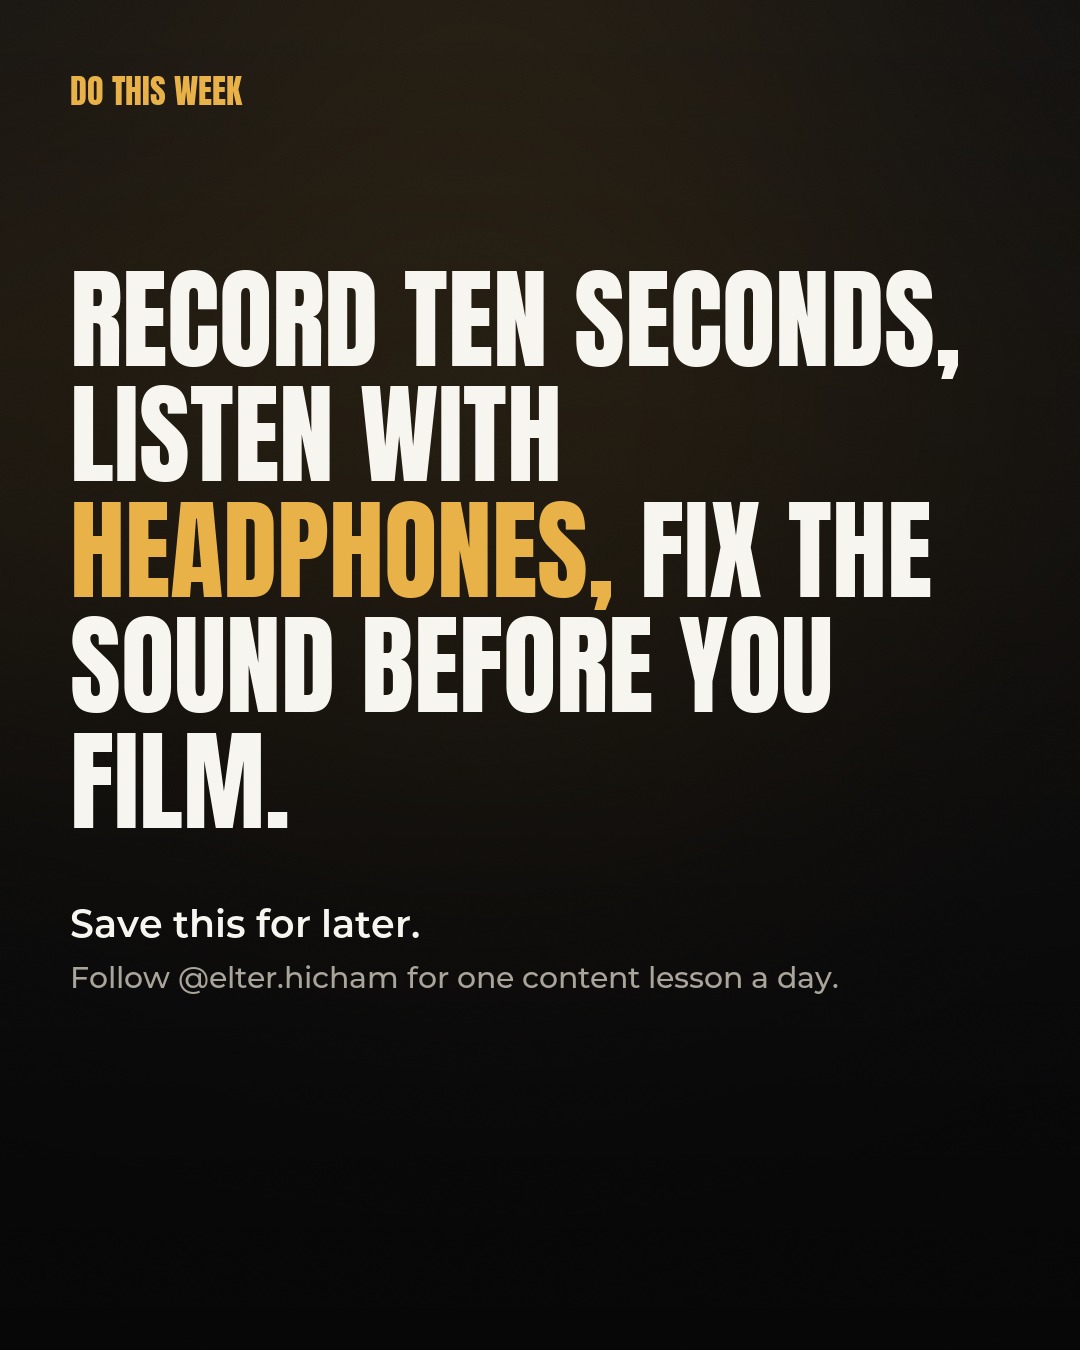 DO THIS WEEK
RECORD TEN SECONDS,
LISTEN WITH
HEADPHONES, FIX THE
SOUND BEFORE YOU
FILM.
Save this for later.
Follow @elter.hicham for one content lesson a day.